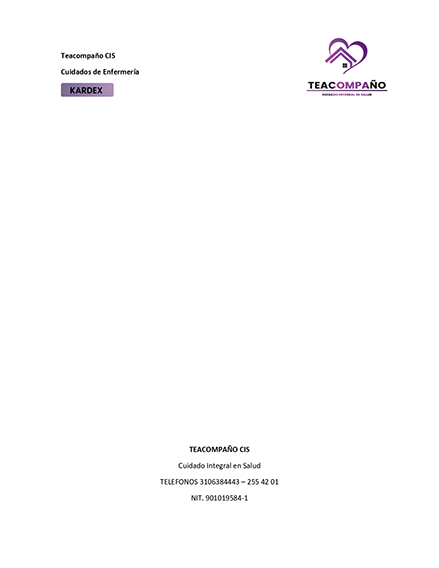 Teacompaño CIS
Cuidados de Enfermería
KARDEX
TEACOMPAÑO
CUIDADO INTEGRAL EN SALUD
TEACOMPAÑO CIS
Cuidado Integral en Salud
TELEFONOS 3106384443 – 255 42 01
NIT. 901019584-1